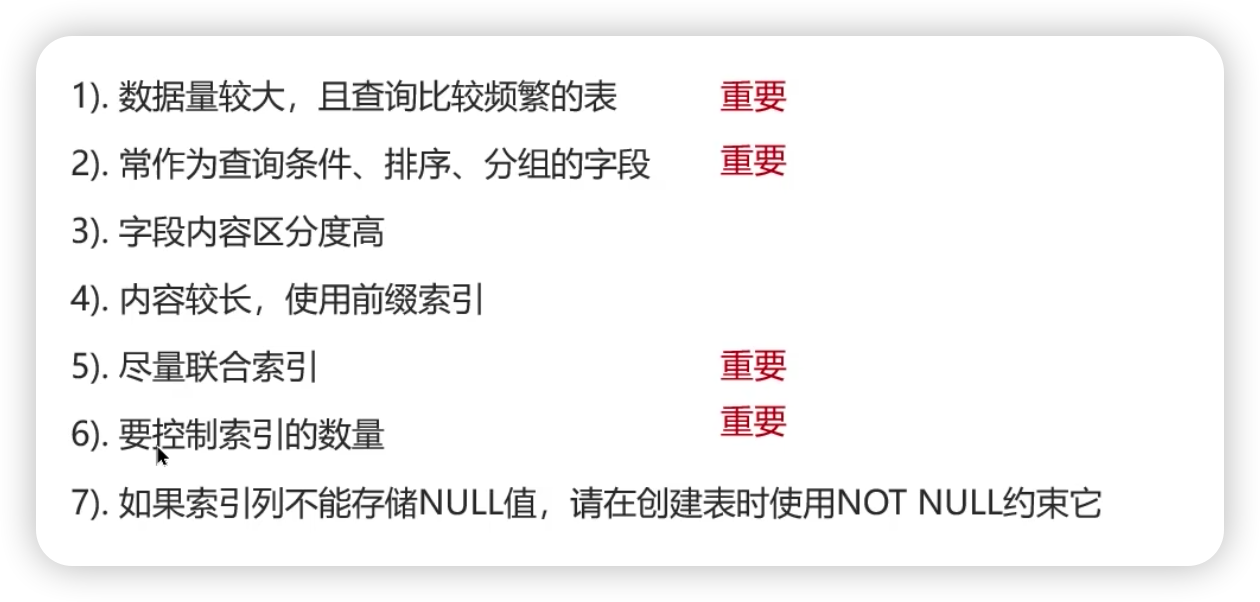 1). 数据量较大，且查询比较频繁的表 重要
2). 常作为查询条件、排序、分组的字段 重要
3). 字段内容区分度高
4). 内容较长，使用前缀索引
5). 尽量联合索引 重要
6). 要控制索引的数量 重要
7). 如果索引列不能存储NULL值，请在创建表时使用NOT NULL约束它